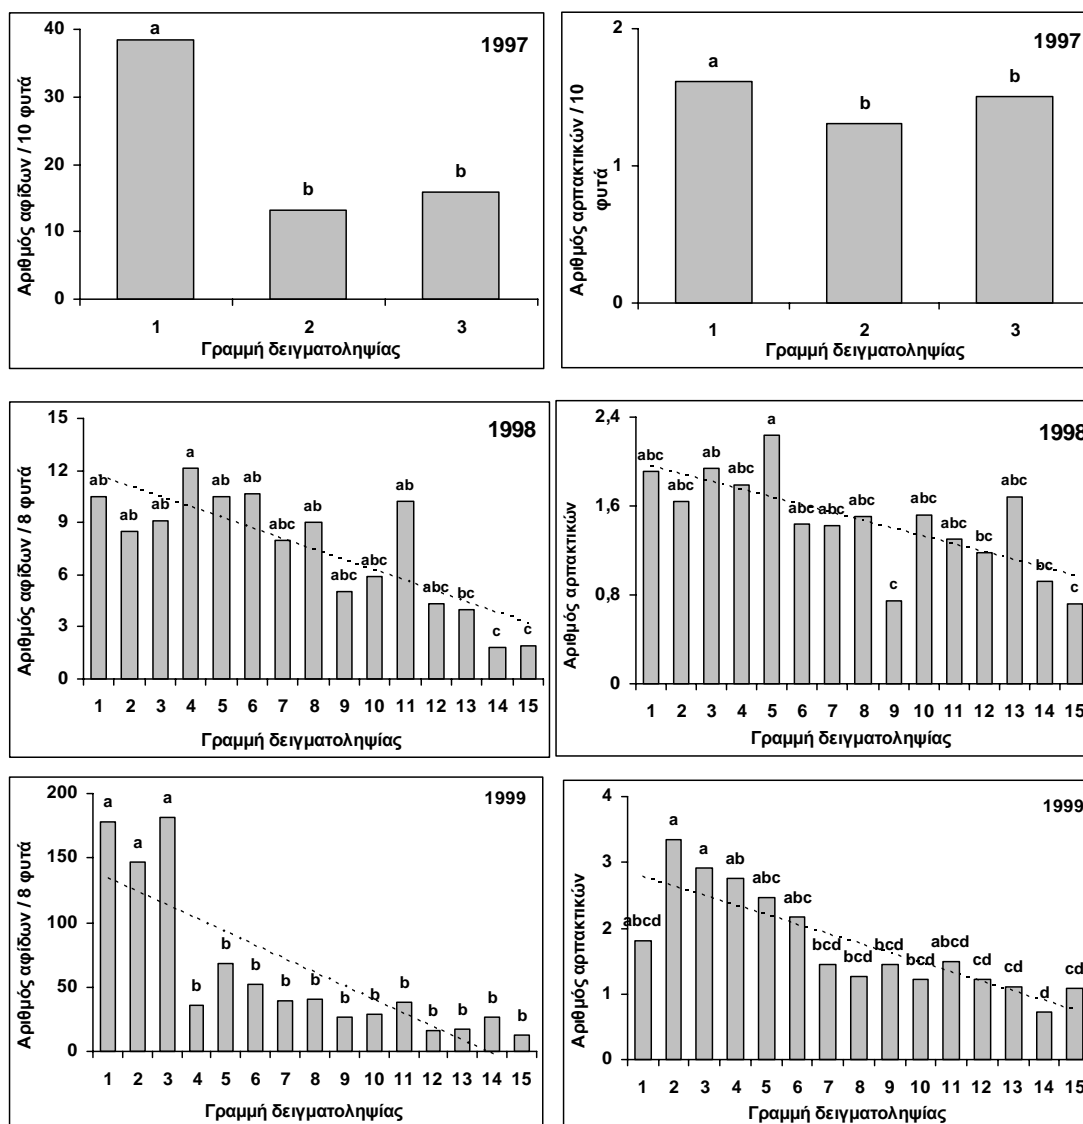 1997
Αριθμός αφίδων / 10 φυτά
40
30
20
10
0
a
b
b
1 2 3
Γραμμή δειγματοληψίας
1997
Αριθμός αρπακτικών / 10
φυτά
2
1
0
a
b
b
1 2 3
Γραμμή δειγματοληψίας
1998
Αριθμός αφίδων / 8 φυτά
15
12
9
6
3
0
ab ab ab a ab ab abc ab abc abc ab abc bc c c
1 2 3 4 5 6 7 8 9 10 11 12 13 14 15
Γραμμή δειγματοληψίας
1998
Αριθμός αρπακτικών
2,4
1,6
0,8
0
abc abc ab abc a abc abc abc c abc abc bc abc bc c
1 2 3 4 5 6 7 8 9 10 11 12 13 14 15
Γραμμή δειγματοληψίας
1999
Αριθμός αφίδων / 8 φυτά
200
150
100
50
0
a a a b b b b b b b b b b b b
1 2 3 4 5 6 7 8 9 10 11 12 13 14 15
Γραμμή δειγματοληψίας
1999
Αριθμός αρπακτικών
4
3
2
1
0
abcd a a ab abc abc bcd bcd bcd bcd abcd cd cd d cd
1 2 3 4 5 6 7 8 9 10 11 12 13 14 15
Γραμμή δειγματοληψίας